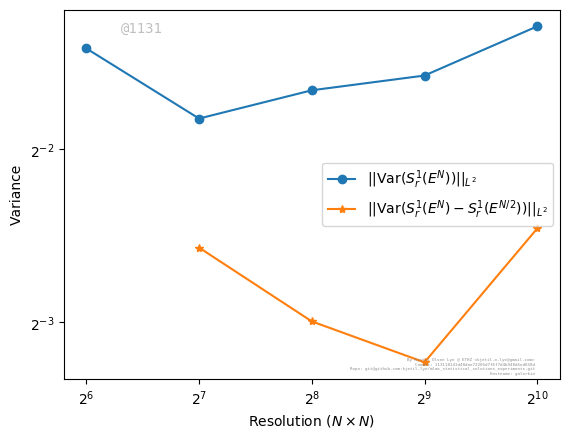 @1131
2^{-2}
2^{-3}
Variance
||Var(S_r^1(E^N))||_{L^2}
||Var(S_r^1(E^N) − S_r^1(E^{N/2}))||_{L^2}
2^6 2^7 2^8 2^9 2^{10}
Resolution (N × N)